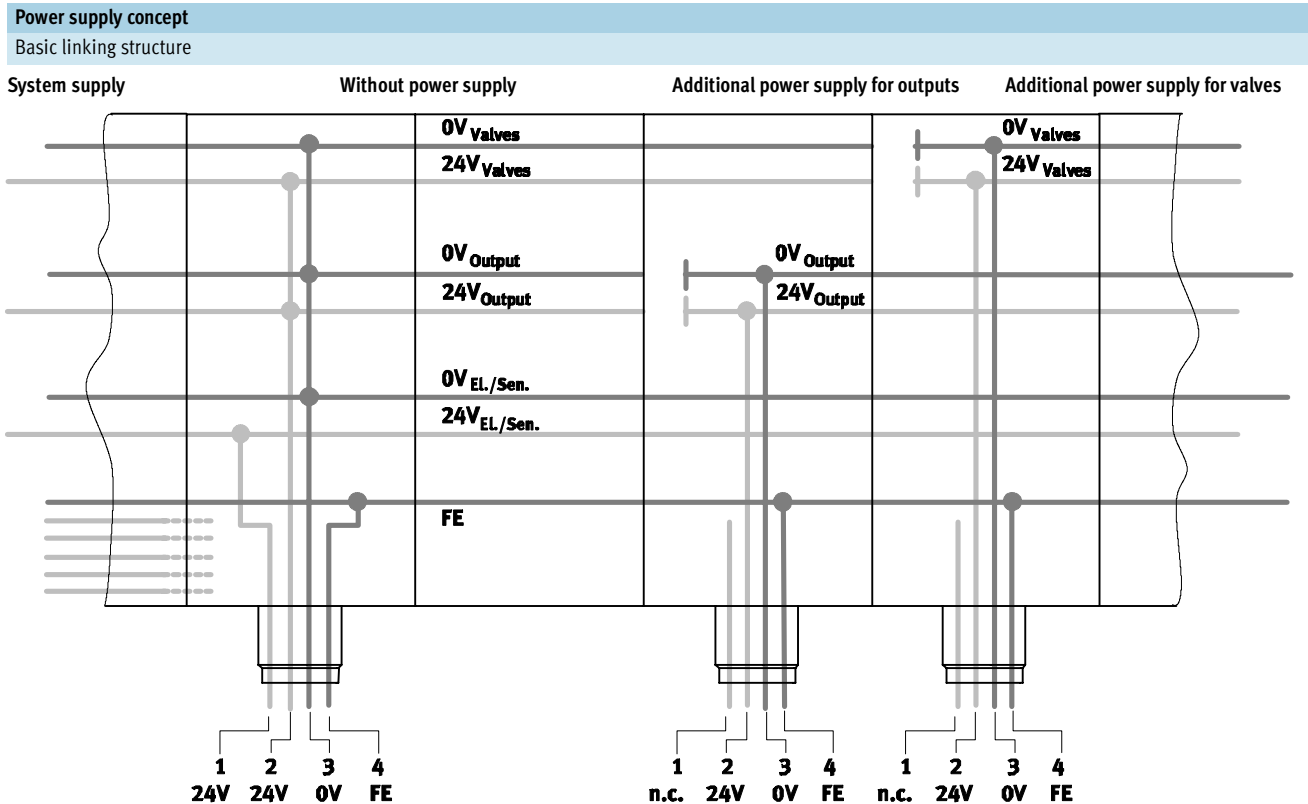 Power supply concept
Basic linking structure
System supply Without power supply Additional power supply for outputs Additional power supply for valves
0V Valves 0V Valves
24V Valves 24V Valves
0V Output 0V Output
24V Output 24V Output
0V El./Sen.
24V El./Sen.
FE
1 2 3 4 1 2 3 4 1 2 3 4
24V 24V 0V FE n.c. 24V 0V FE n.c. 24V 0V FE